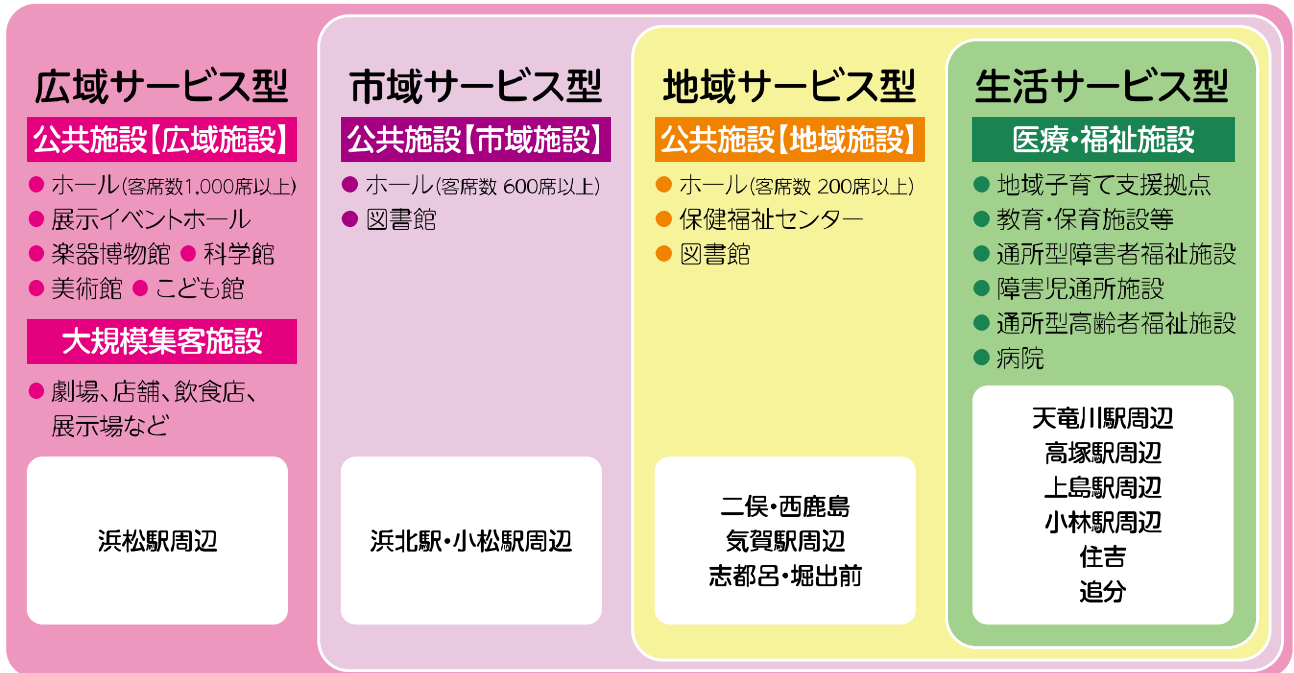 広域サービス型
公共施設【広域施設】
● ホール(客席数1,000席以上)
● 展示イベントホール
● 楽器博物館 ● 科学館
● 美術館 ● こども館
大規模集客施設
● 劇場、店舗、飲食店、
展示場など
浜松駅周辺
市域サービス型
公共施設【市域施設】
● ホール(客席数 600席以上)
● 図書館
浜北駅・小松駅周辺
地域サービス型
公共施設【地域施設】
● ホール(客席数 200席以上)
● 保健福祉センター
● 図書館
二俣・西鹿島
気賀駅周辺
志都呂・堀出前
生活サービス型
医療・福祉施設
● 地域子育て支援拠点
● 教育・保育施設等
● 通所型障害者福祉施設
● 障害児通所施設
● 通所型高齢者福祉施設
● 病院
天竜川駅周辺
高塚駅周辺
上島駅周辺
小林駅周辺
住吉
追分